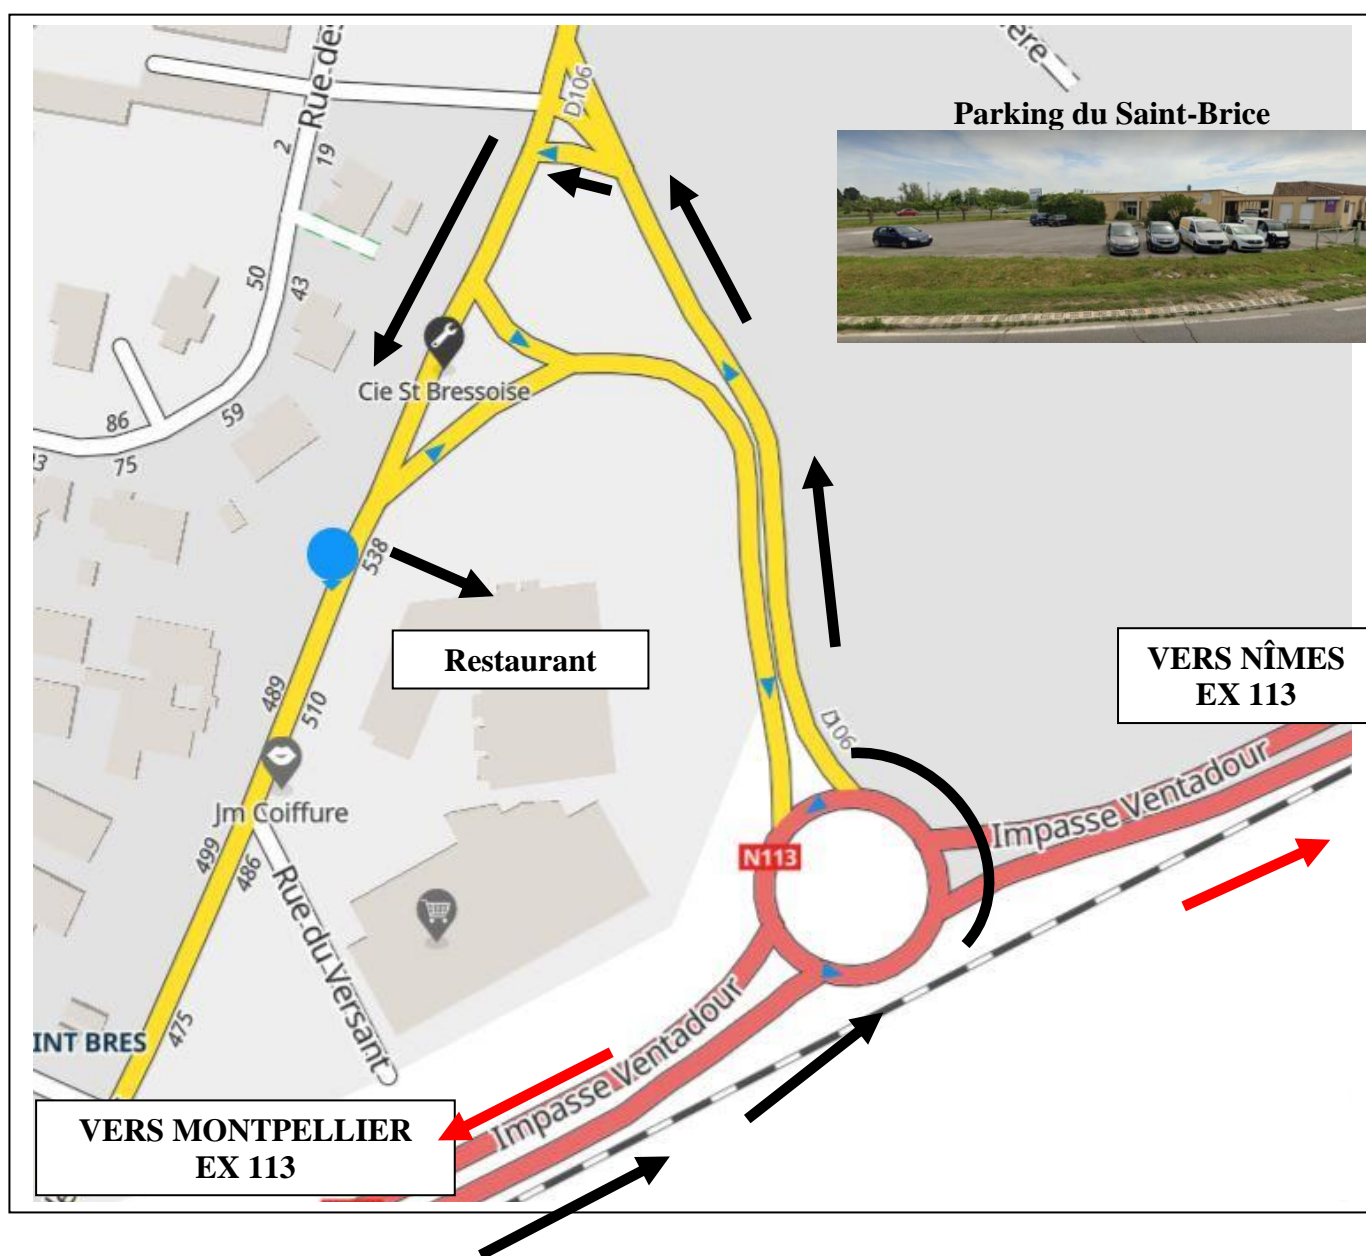 Rue des
D106
Parking du Saint-Brice
2
19
50
43
Cie St Bressoise
86
59
75
538
Restaurant
VERS NÎMES
EX 113
489
510
D106
Jm Coiffure
Impasse Ventadour
N113
499
486
Rue du Versant
475
INT BRES
Impasse Ventadour
VERS MONTPELLIER
EX 113